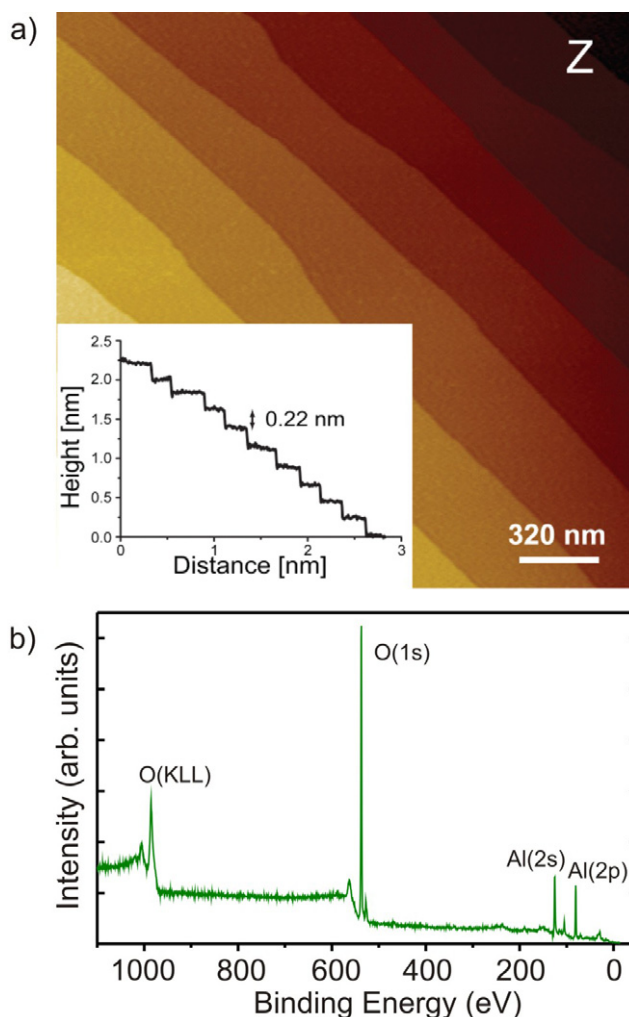 a)
Z
2.5
2.0
1.5
1.0
0.5
0.0
Height [nm]
0.22 nm
0 1 2 3
Distance [nm]
320 nm
b)
O(1s)
O(KLL)
Al(2s)
Al(2p)
Intensity (arb. units)
1000 800 600 400 200 0
Binding Energy (eV)